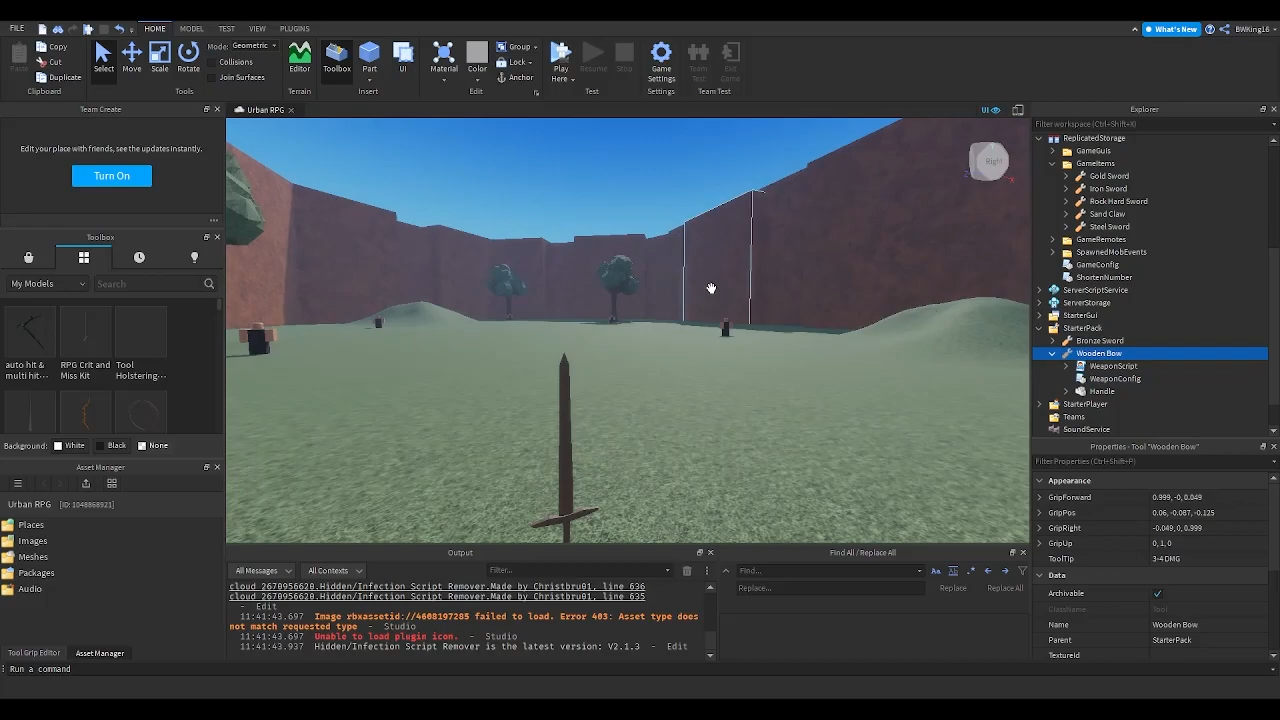 FILE
HOME
MODEL
TEST
VIEW
PLUGINS
What's New
BWKing16
Paste
Copy
Cut
Duplicate
Clipboard
Select
Move
Scale
Rotate
Mode: Geometric
Collisions
Join Surfaces
Tools
Editor
Terrain
Toolbox
Part
UI
Insert
Material
Color
Group
Lock
Anchor
Edit
Play Here
Resume
Stop
Test
Game Settings
Settings
Team Test
Exit Game
Team Test
Team Create
Edit your place with friends, see the updates instantly.
Turn On
Toolbox
My Models
Search
auto hit & multi hit...
RPG Crit and Miss Kit
Tool Holstering...
Background:
White
Black
None
Asset Manager
Urban RPG [ID: 1048868921]
Places
Images
Meshes
Packages
Audio
Tool Grip Editor
Asset Manager
Run a command
Urban RPG
UI
Right
Output
All Messages
All Contexts
Filter...
cloud_2670956620.Hidden/Infection Script Remover.Made by Christbru01, line 636
cloud_2670956620.Hidden/Infection Script Remover.Made by Christbru01, line 635
- Edit
11:41:43.697 Image rbxassetid://4608197285 failed to load. Error 403: Asset type does
not match requested type - Studio
11:41:43.697 Unable to load plugin icon. - Studio
11:41:43.937 Hidden/Infection Script Remover is the latest version: V2.1.3 - Edit
Find All / Replace All
Find...
Replace...
Replace
Replace All
Explorer
Filter workspace (Ctrl+Shift+X)
ReplicatedStorage
GameGuis
GameItems
Gold Sword
Iron Sword
Rock Hard Sword
Sand Claw
Steel Sword
GameRemotes
SpawnedMobEvents
GameConfig
ShortenNumber
ServerScriptService
ServerStorage
StarterGui
StarterPack
Bronze Sword
Wooden Bow
WeaponScript
WeaponConfig
Handle
StarterPlayer
Teams
SoundService
Properties - Tool "Wooden Bow"
Filter Properties (Ctrl+Shift+P)
Appearance
GripForward 0.999, -0, 0.049
GripPos 0.06, -0.087, -0.125
GripRight -0.049, 0, 0.999
GripUp 0, 1, 0
ToolTip 3-4 DMG
Data
Archivable
ClassName Tool
Name Wooden Bow
Parent StarterPack
TextureId